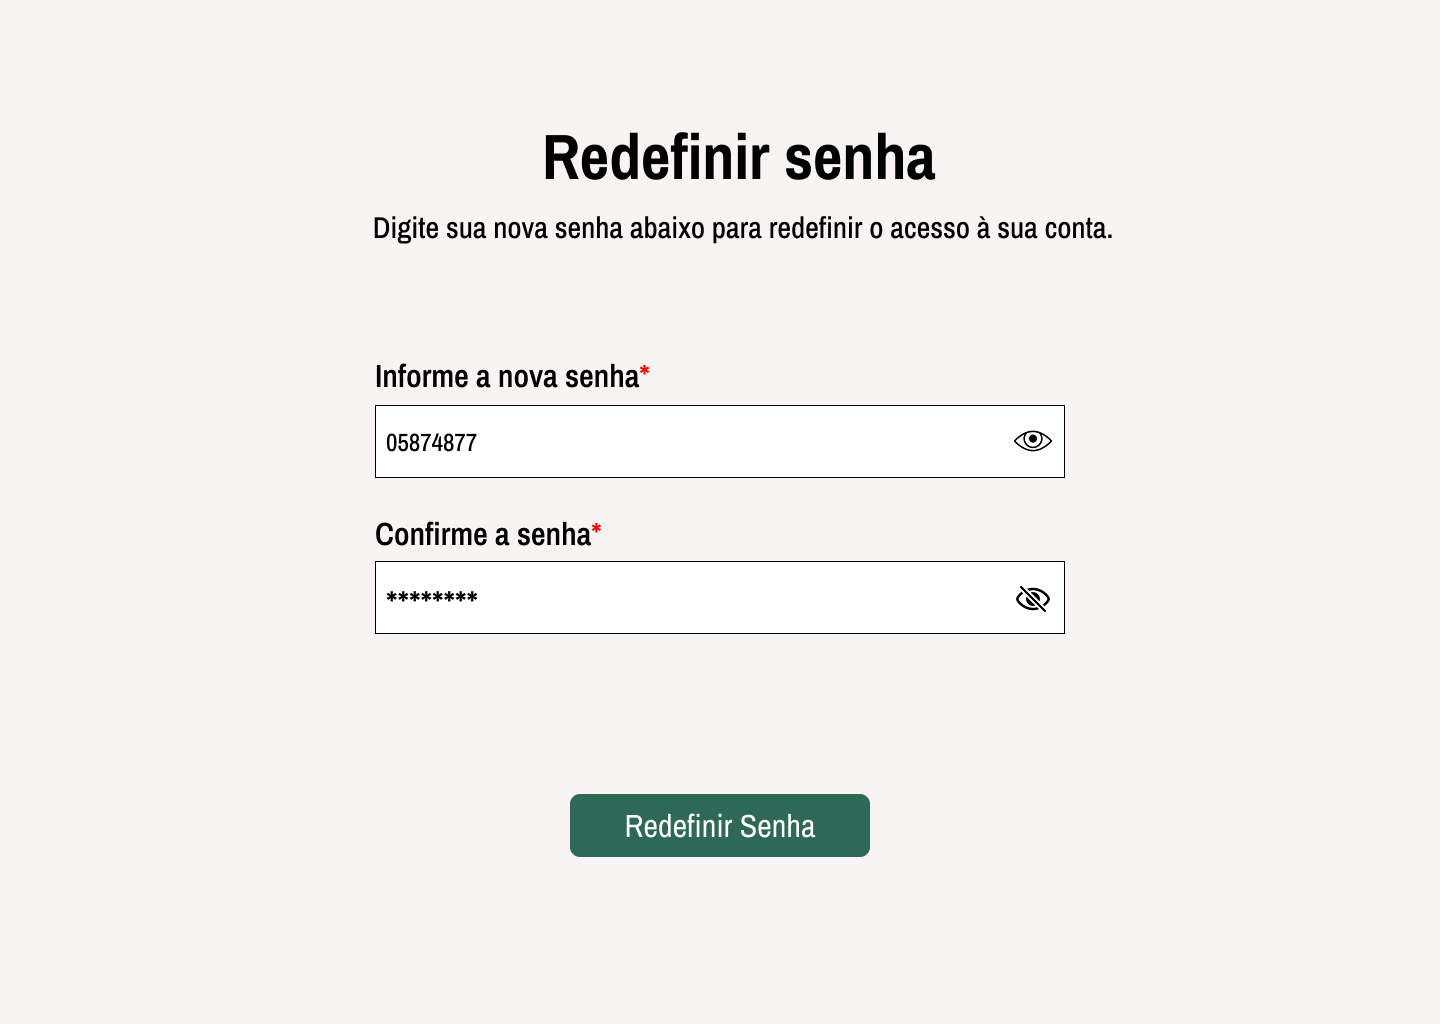 Redefinir senha
Digite sua nova senha abaixo para redefinir o acesso à sua conta.
Informe a nova senha*
05874877
Confirme a senha*
********
Redefinir Senha